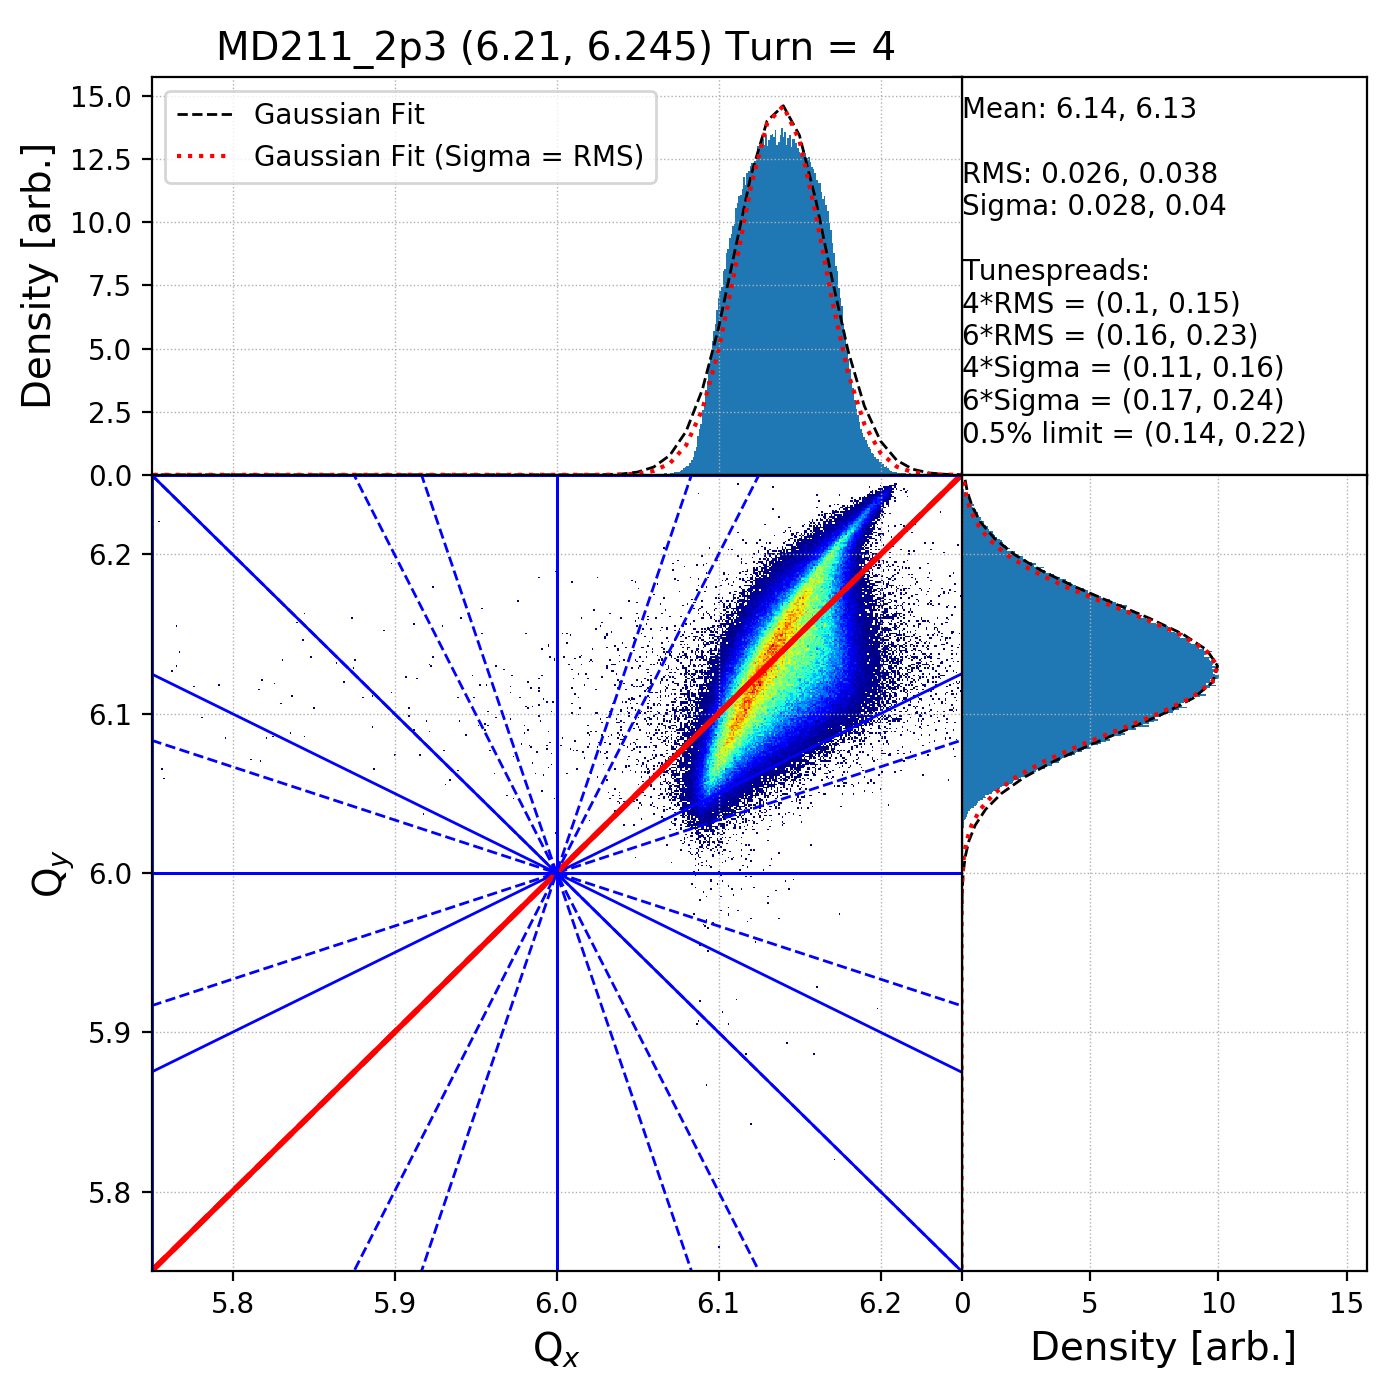 MD211_2p3 (6.21, 6.245) Turn = 4
Density [arb.]
15.0
12.5
10.0
7.5
5.0
2.5
0.0
Gaussian Fit
Gaussian Fit (Sigma = RMS)
Mean: 6.14, 6.13
RMS: 0.026, 0.038
Sigma: 0.028, 0.04
Tunespreads:
4*RMS = (0.1, 0.15)
6*RMS = (0.16, 0.23)
4*Sigma = (0.11, 0.16)
6*Sigma = (0.17, 0.24)
0.5% limit = (0.14, 0.22)
Qy
6.2
6.1
6.0
5.9
5.8
5.8 5.9 6.0 6.1 6.2
Qx
0 5 10 15
Density [arb.]